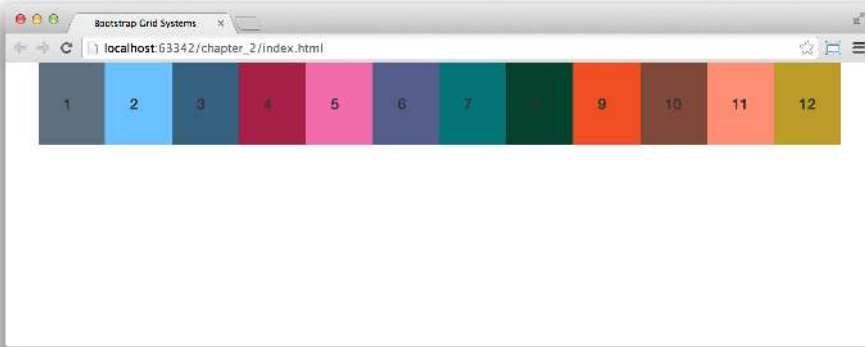 Bootstrap Grid Systems
localhost:63342/chapter_2/index.html
1 2 3 4 5 6 7 8 9 10 11 12